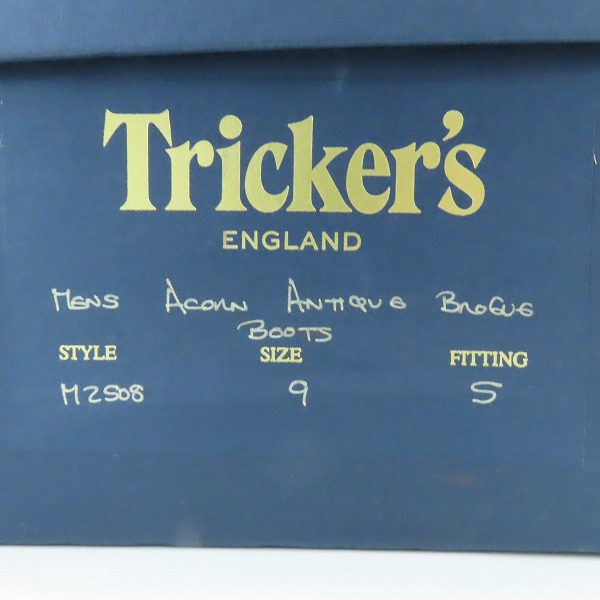 Tricker's
ENGLAND
MENS ACORN ANTIQUE BROGUE
BOOTS
STYLE SIZE FITTING
M2508 9 5